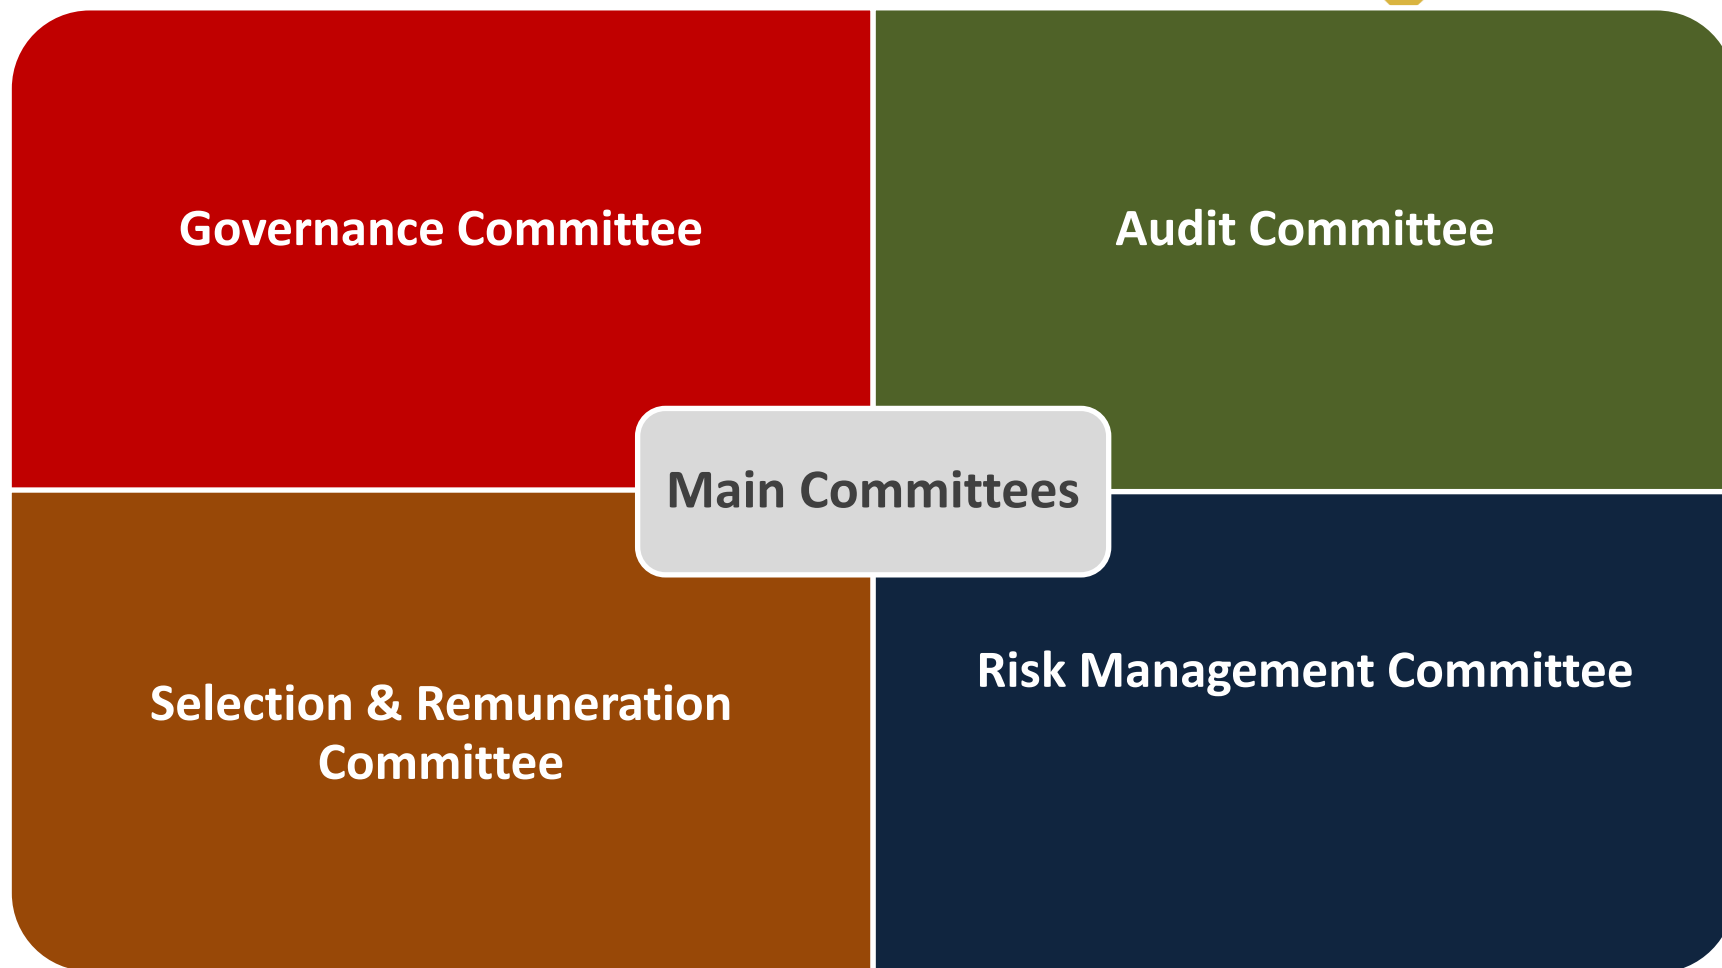 Governance Committee
Audit Committee
Main Committees
Selection & Remuneration
Committee
Risk Management Committee